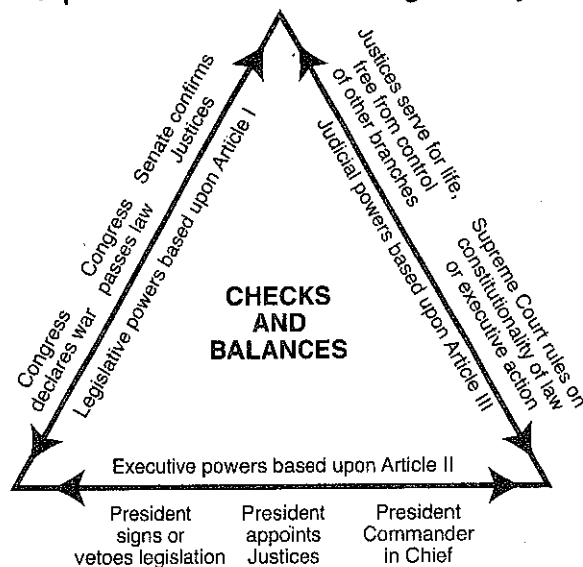 Senate confirms
Justices
Congress
passes law
Congress
declares war
Legislative powers based upon Article I
Justices serve for life,
free from control
of other branches
Judicial powers based upon Article III
Supreme Court rules on
constitutionality of law
or executive action
CHECKS
AND
BALANCES
Executive powers based upon Article II
President
signs or
vetoes legislation
President
appoints
Justices
President
Commander
in Chief